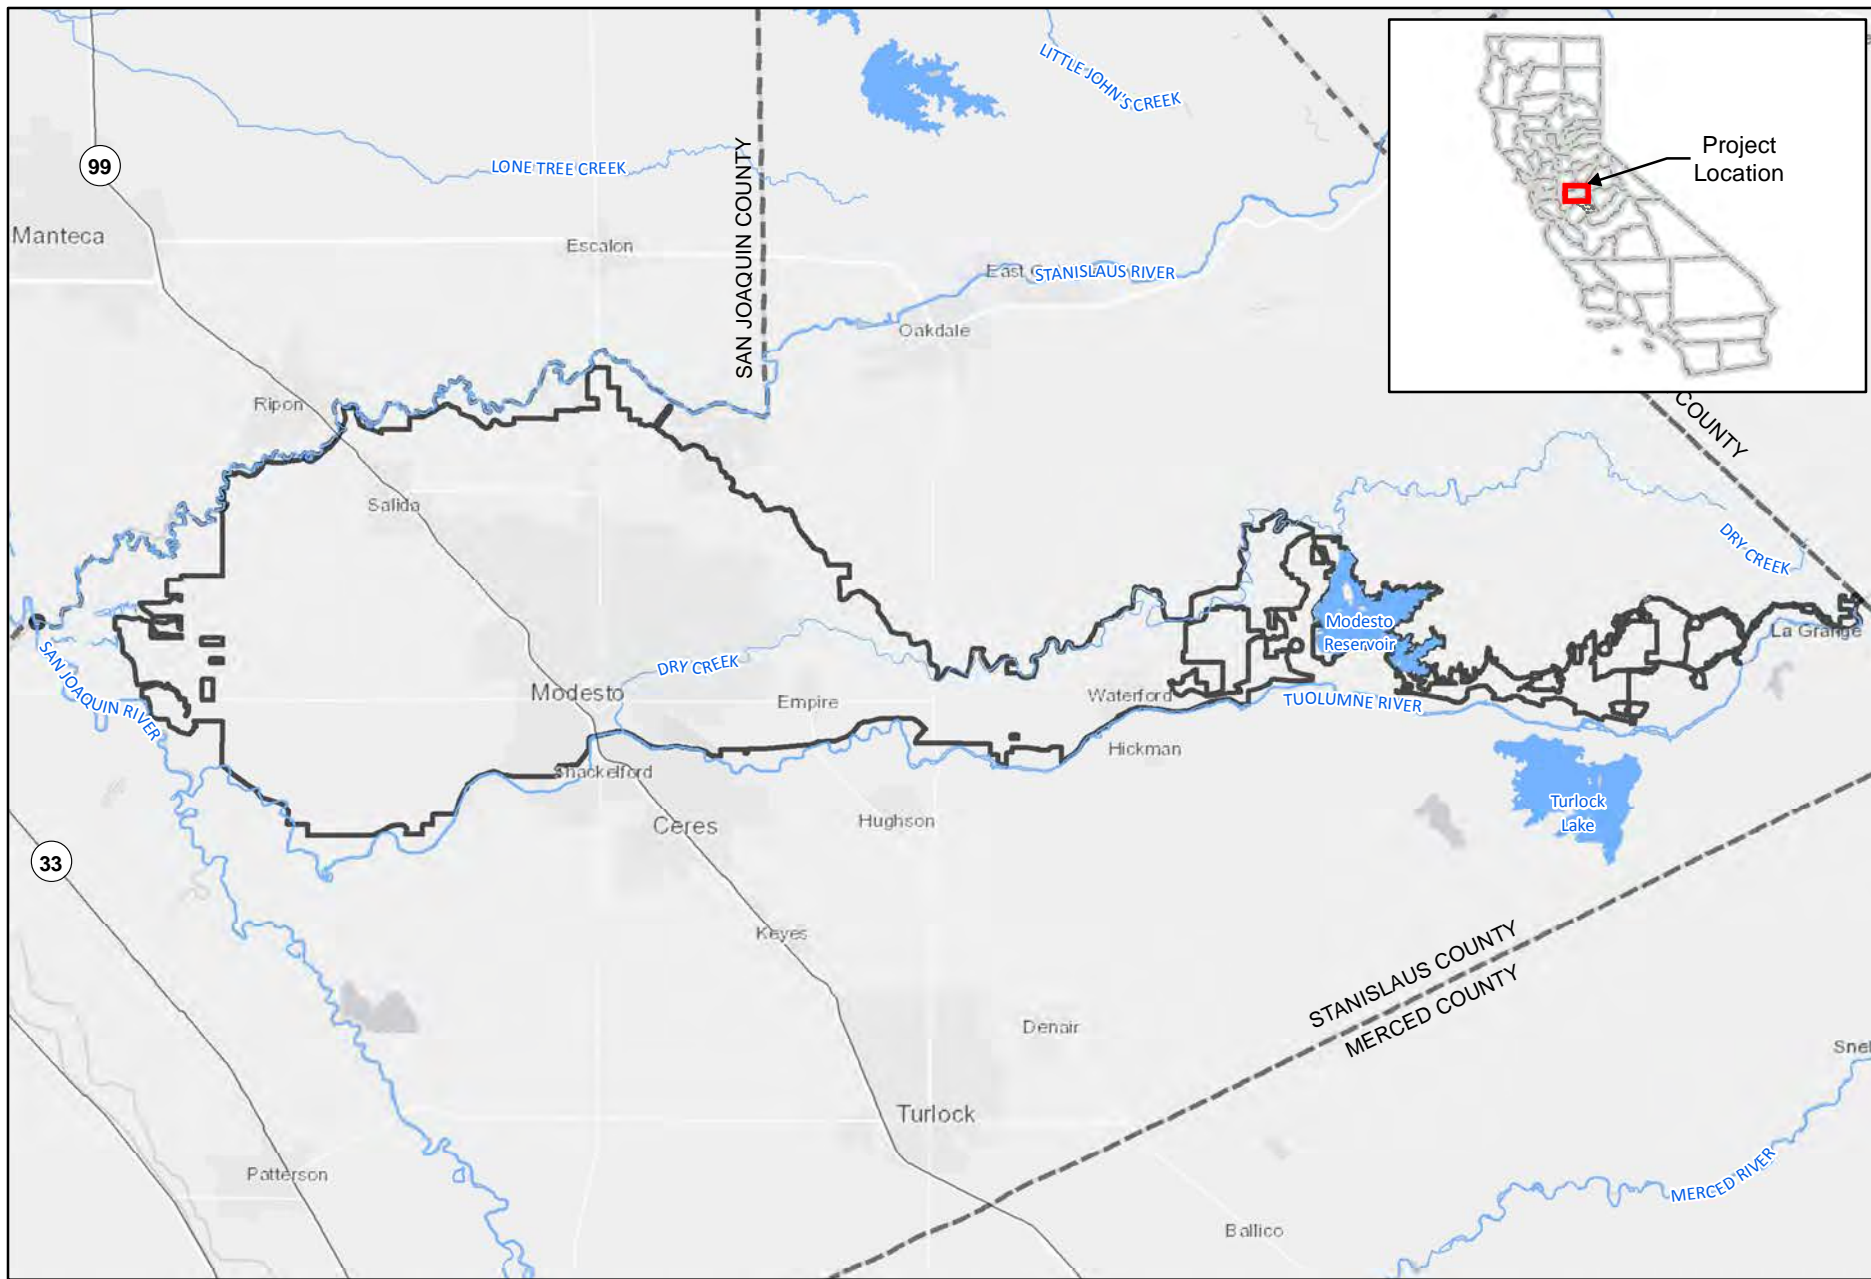 LITTLE JOHN'S CREEK
Project
Location
99
LONE TREE CREEK
SAN JOAQUIN COUNTY
Manteca
Escalon
East
STANISLAUS RIVER
Oakdale
COUNTY
Ripon
Salida
DRY CREEK
Modesto
Reservoir
La Grange
SAN JOAQUIN RIVER
DRY CREEK
Modesto
Empire
Waterford
TUOLUMNE RIVER
Hickman
Shackelford
Ceres
Hughson
Turlock
Lake
33
Keyes
STANISLAUS COUNTY
MERCED COUNTY
Denair
Snel
Turlock
Patterson
MERCED RIVER
Ballico